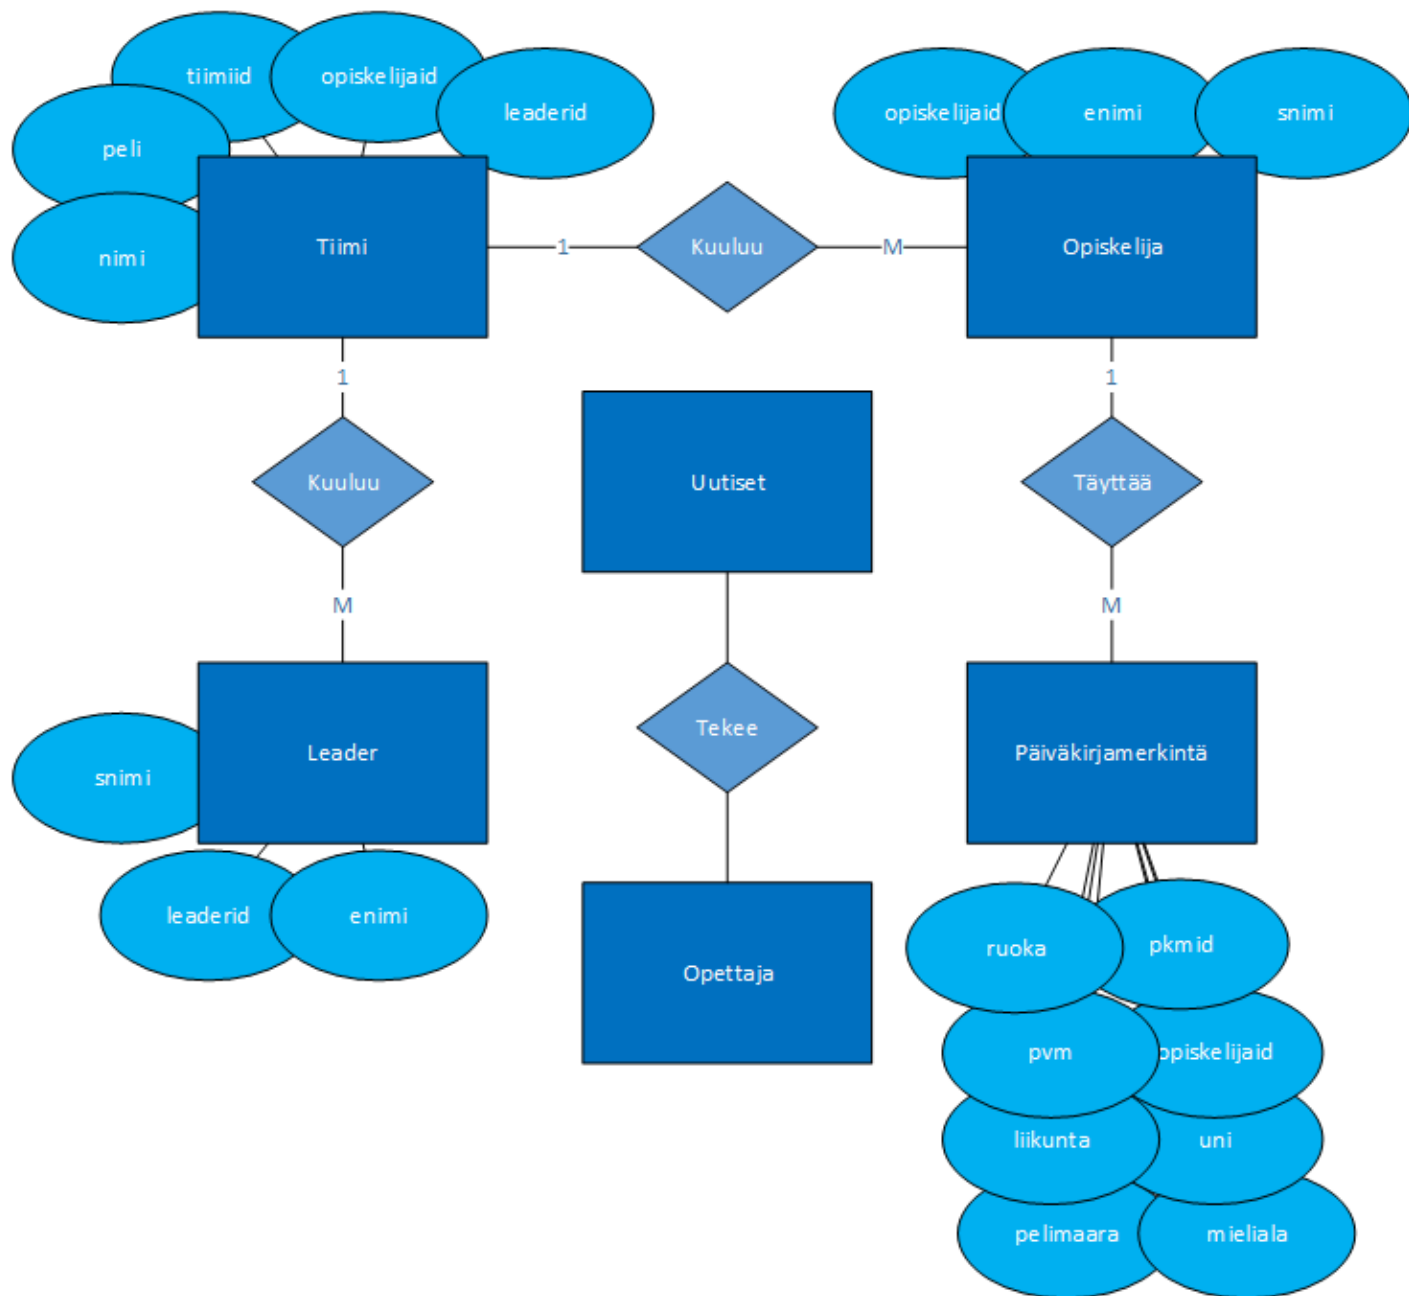 tiimiid
opiskelijaid
leaderid
peli
nimi
Tiimi
1
Kuuluu
M
opiskelijaid
enimi
snimi
Opiskelija
1
Kuuluu
M
Uutiset
1
Täyttää
M
Leader
snimi
leaderid
enimi
Tekee
Opettaja
Päiväkirjamerkintä
ruoka
pkmid
pvm
opiskelijaid
liikunta
uni
pelimaara
mieliala